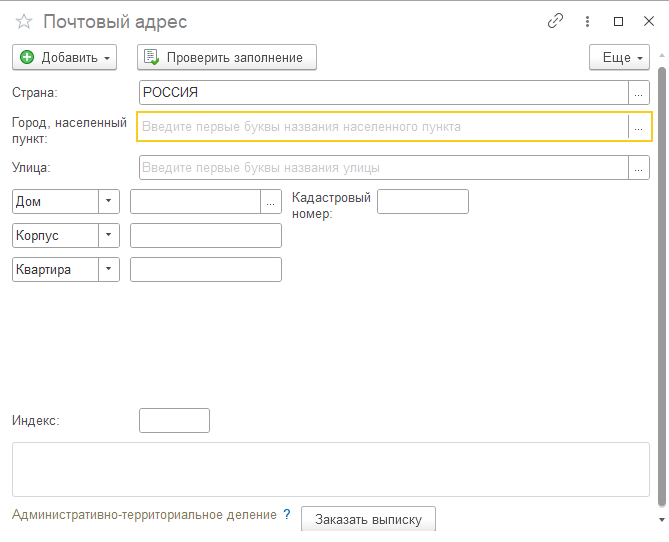 Почтовый адрес
Добавить Проверить заполнение Еще
Страна: РОССИЯ ...
Город, населенный
пункт: Введите первые буквы названия населенного пункта ...
Улица: Введите первые буквы названия улицы ...
Дом ... Кадастровый
номер:
Корпус
Квартира
Индекс:
Административно-территориальное деление ? Заказать выписку